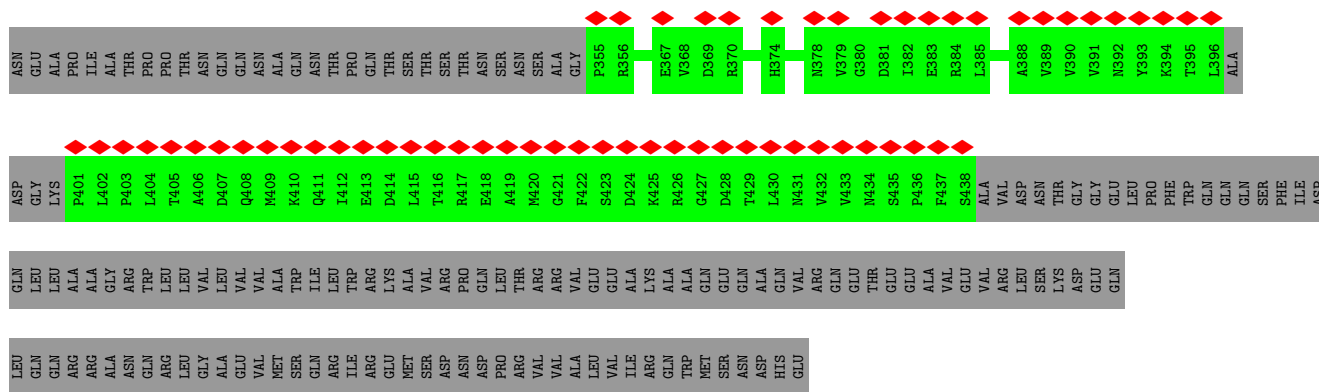 ASN GLU ALA PRO ILE ALA THR PRO PRO THR ASN GLN GLN ASN ALA GLN ASN THR PRO GLN THR SER THR SER THR ASN SER ASN SER ALA GLY P355 R356 E367 V368 D369 R370 H374 N378 V379 G380 D381 I382 E383 R384 L385 A388 V389 V390 V391 N392 Y393 K394 T395 L396 ALA
ASP GLY LYS P401 L402 P403 L404 T405 A406 D407 Q408 M409 K410 Q411 I412 E413 D414 L415 T416 R417 E418 A419 M420 G421 F422 S423 D424 K425 R426 G427 D428 T429 L430 N431 V432 V433 N434 S435 P436 F437 S438 ALA VAL ASP ASN THR GLY GLY GLU LEU PRO PHE TRP GLN GLN GLN SER PHE ILE ASP
GLN LEU LEU ALA ALA GLY ARG TRP LEU LEU VAL LEU VAL VAL ALA TRP ILE LEU TRP ARG LYS ALA VAL ARG PRO GLN LEU THR ARG ARG VAL GLU GLU ALA LYS ALA ALA GLN GLU GLN ALA GLN VAL ARG GLN GLU THR GLU GLU ALA VAL GLU VAL ARG LEU SER LYS ASP GLU GLN
LEU GLN GLN ARG ARG ALA ASN GLN ARG LEU GLY ALA GLU VAL MET SER GLN ARG ILE ARG GLU MET SER ASP ASN ASP PRO ARG VAL VAL ALA LEU VAL ILE ARG GLN TRP MET SER ASN ASP HIS GLU